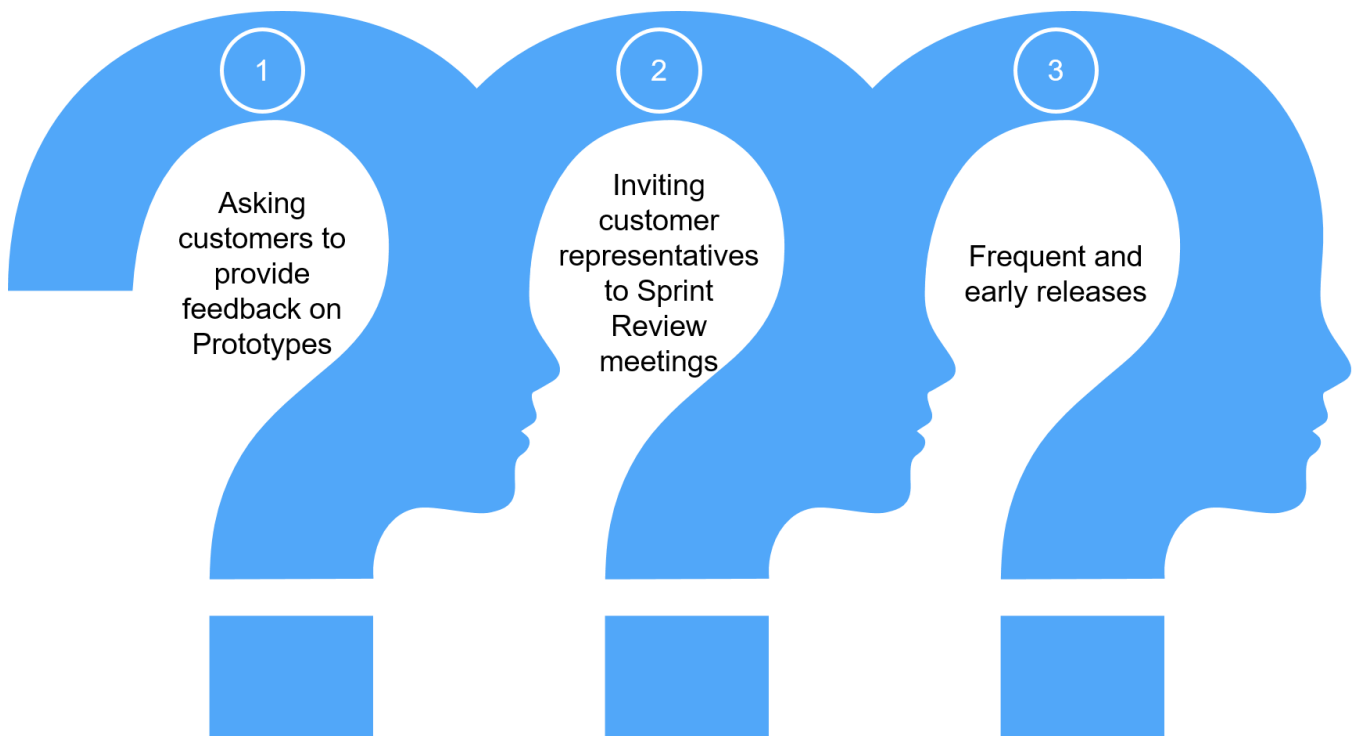 1
Asking
customers to
provide
feedback on
Prototypes
2
Inviting
customer
representatives
to Sprint
Review
meetings
3
Frequent and
early releases